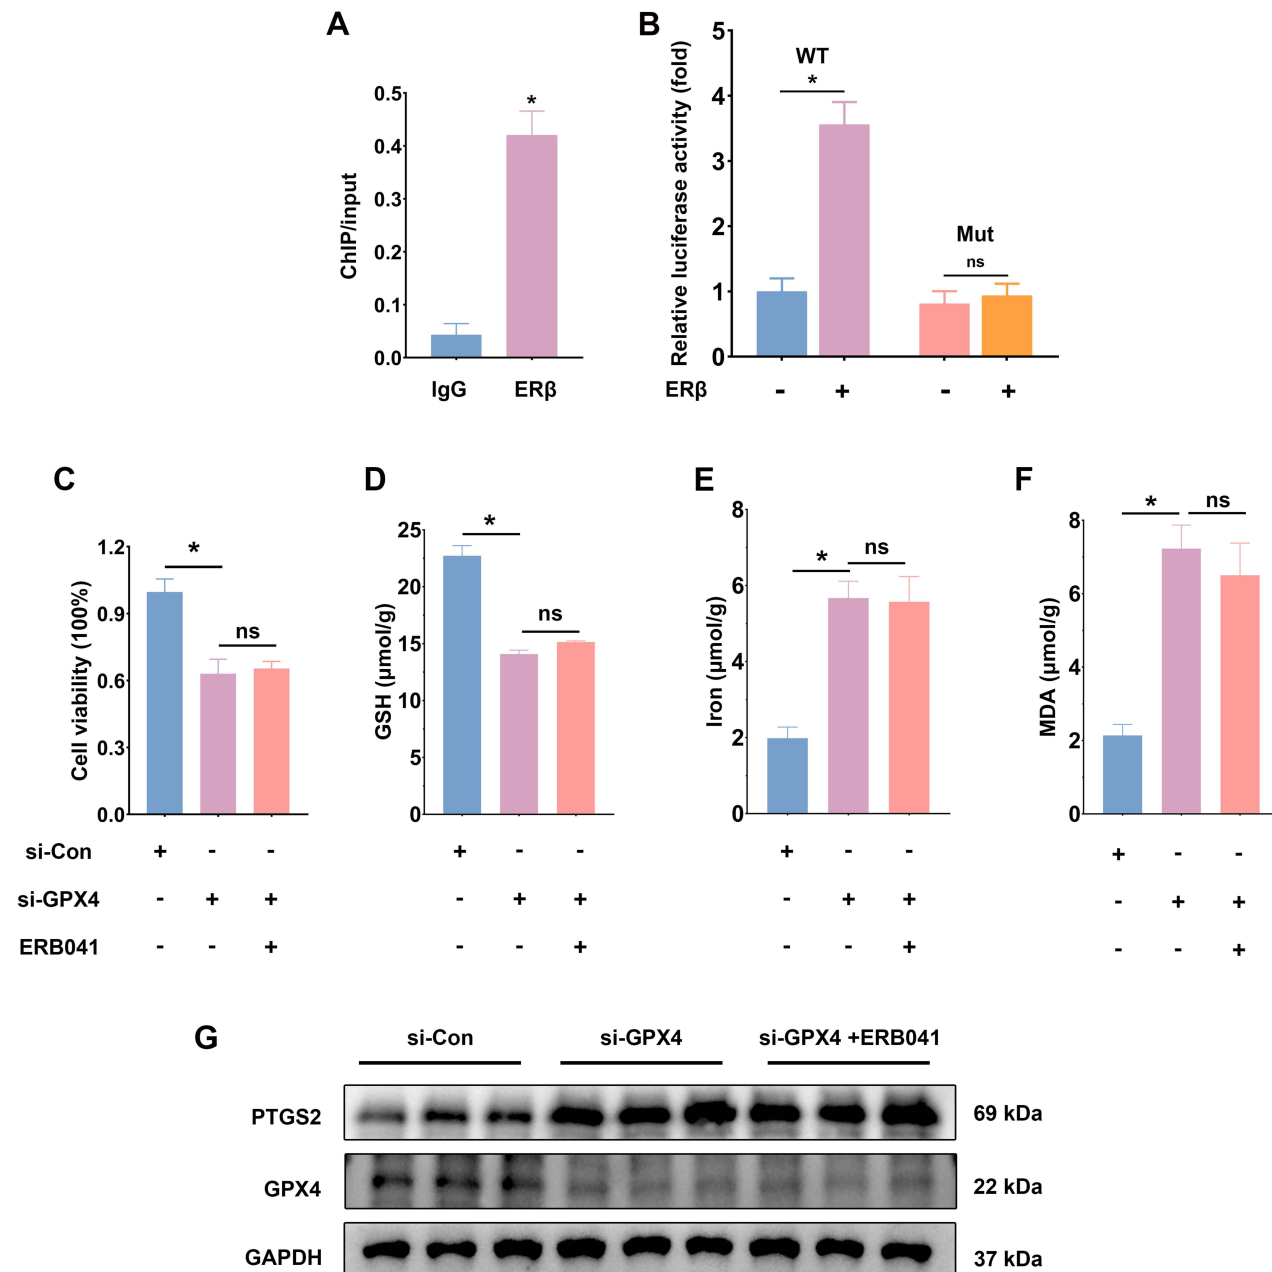 A
ChIP/input
0.5
0.4
0.3
0.2
0.1
0.0
*
IgG ERβ
B
Relative luciferase activity (fold)
5
4
3
2
1
0
WT
*
Mut
ns
ERβ - + - +
C
Cell viability (100%)
1.2
0.9
0.6
0.3
0.0
*
ns
D
GSH (μmol/g)
25
20
15
10
5
0
*
ns
E
Iron (μmol/g)
8
6
4
2
0
*
ns
F
MDA (μmol/g)
8
6
4
2
0
*
ns
si-Con + - - + - - + - - + - -
si-GPX4 - + + - + + - + + - + +
ERB041 - - + - - + - - + - - +
G
si-Con si-GPX4 si-GPX4 +ERB041
PTGS2 69 kDa
GPX4 22 kDa
GAPDH 37 kDa